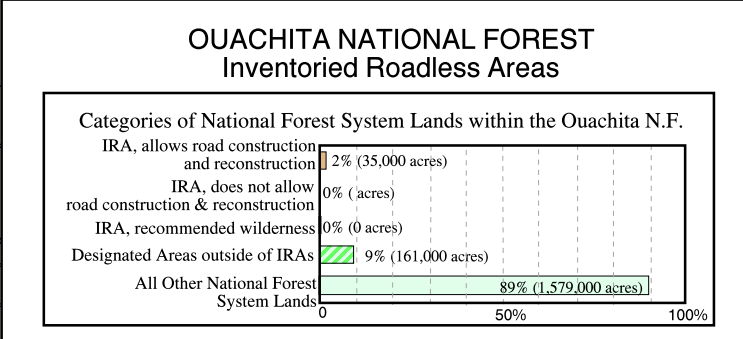 OUACHITA NATIONAL FOREST
Inventoried Roadless Areas
Categories of National Forest System Lands within the Ouachita N.F.
IRA, allows road construction
and reconstruction 2% (35,000 acres)
IRA, does not allow
road construction & reconstruction 0% ( acres)
IRA, recommended wilderness 0% (0 acres)
Designated Areas outside of IRAs 9% (161,000 acres)
All Other National Forest
System Lands 89% (1,579,000 acres)
0 50% 100%